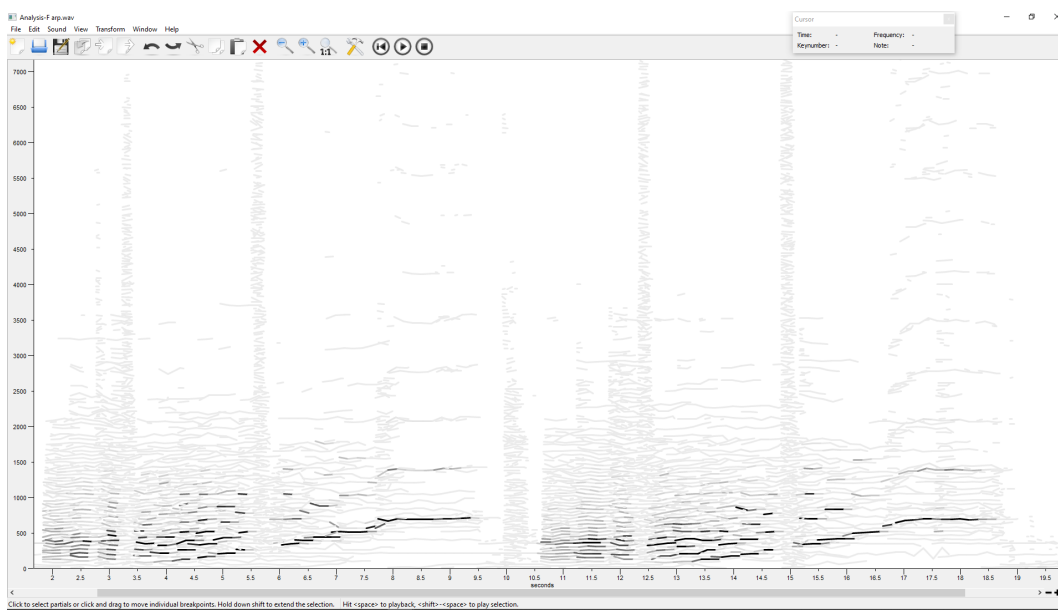 Analysis-F arp.wav
File Edit Sound View Transform Window Help
1:1
Cursor
Time: - Frequency: -
Keynumber: - Note: -
7000
6500
6000
5500
5000
4500
4000
3500
3000
2500
2000
1500
1000
500
0
2 2.5 3 3.5 4 4.5 5 5.5 6 6.5 7 7.5 8 8.5 9 9.5 10 10.5 11 11.5 12 12.5 13 13.5 14 14.5 15 15.5 16 16.5 17 17.5 18 18.5 19 19.5
seconds
Click to select partials or click and drag to move individual breakpoints. Hold down shift to extend the selection. Hit <space> to playback, <shift>-<space> to play selection.